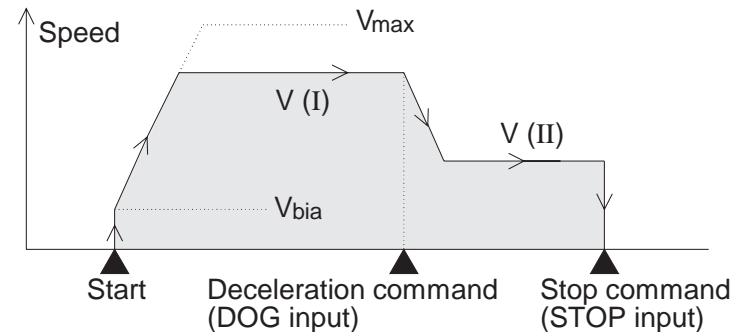 Speed
Vmax
V (I)
V (II)
Vbia
Start
Deceleration command
(DOG input)
Stop command
(STOP input)